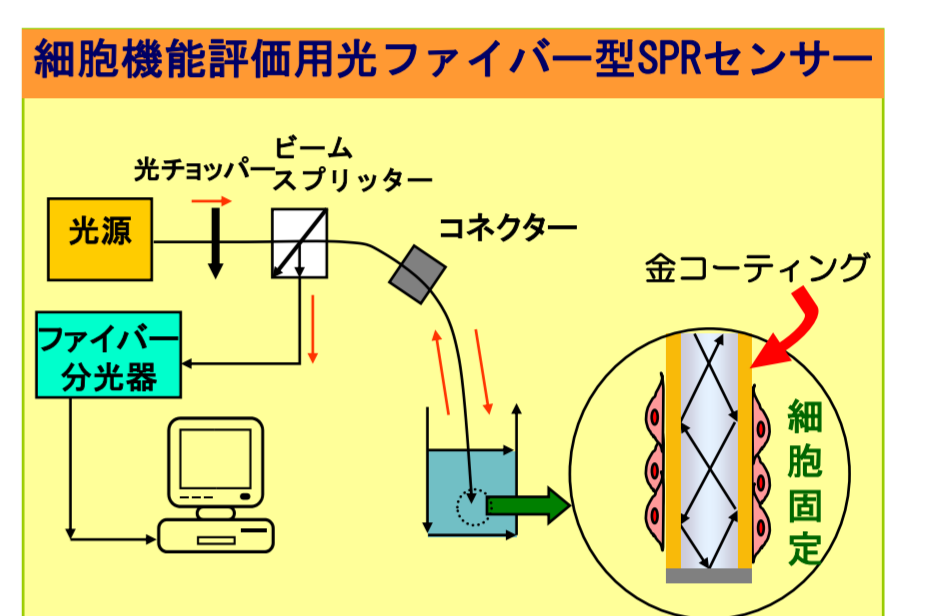 細胞機能評価用光ファイバー型SPRセンサー
ビーム
光チョッパー
スプリッター
光源
コネクター
金コーティング
ファイバー
分光器
細
胞
固
定